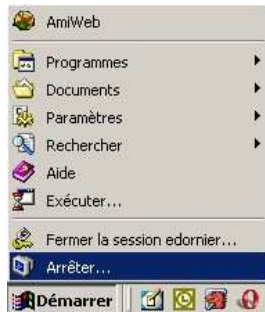 AmiWeb
Programmes
Documents
Paramètres
Rechercher
Aide
Exécuter...
Fermer la session edornier...
Arrêter...
Démarrer